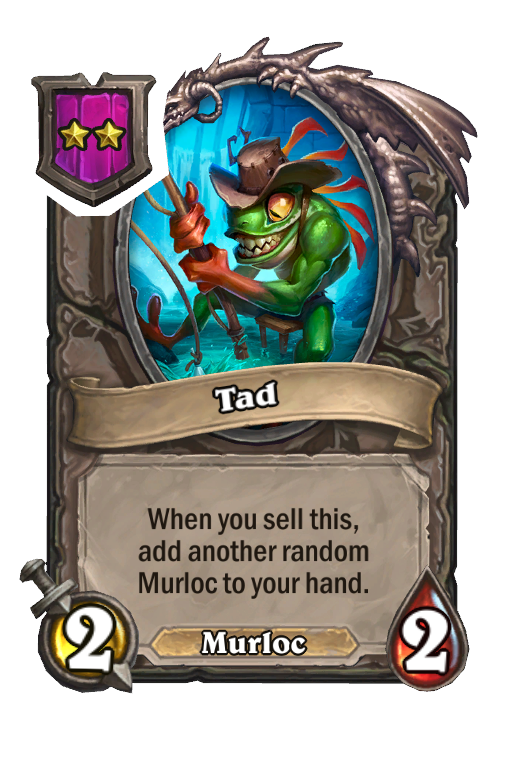 Tad
When you sell this,
add another random
Murloc to your hand.
2
Murloc
2